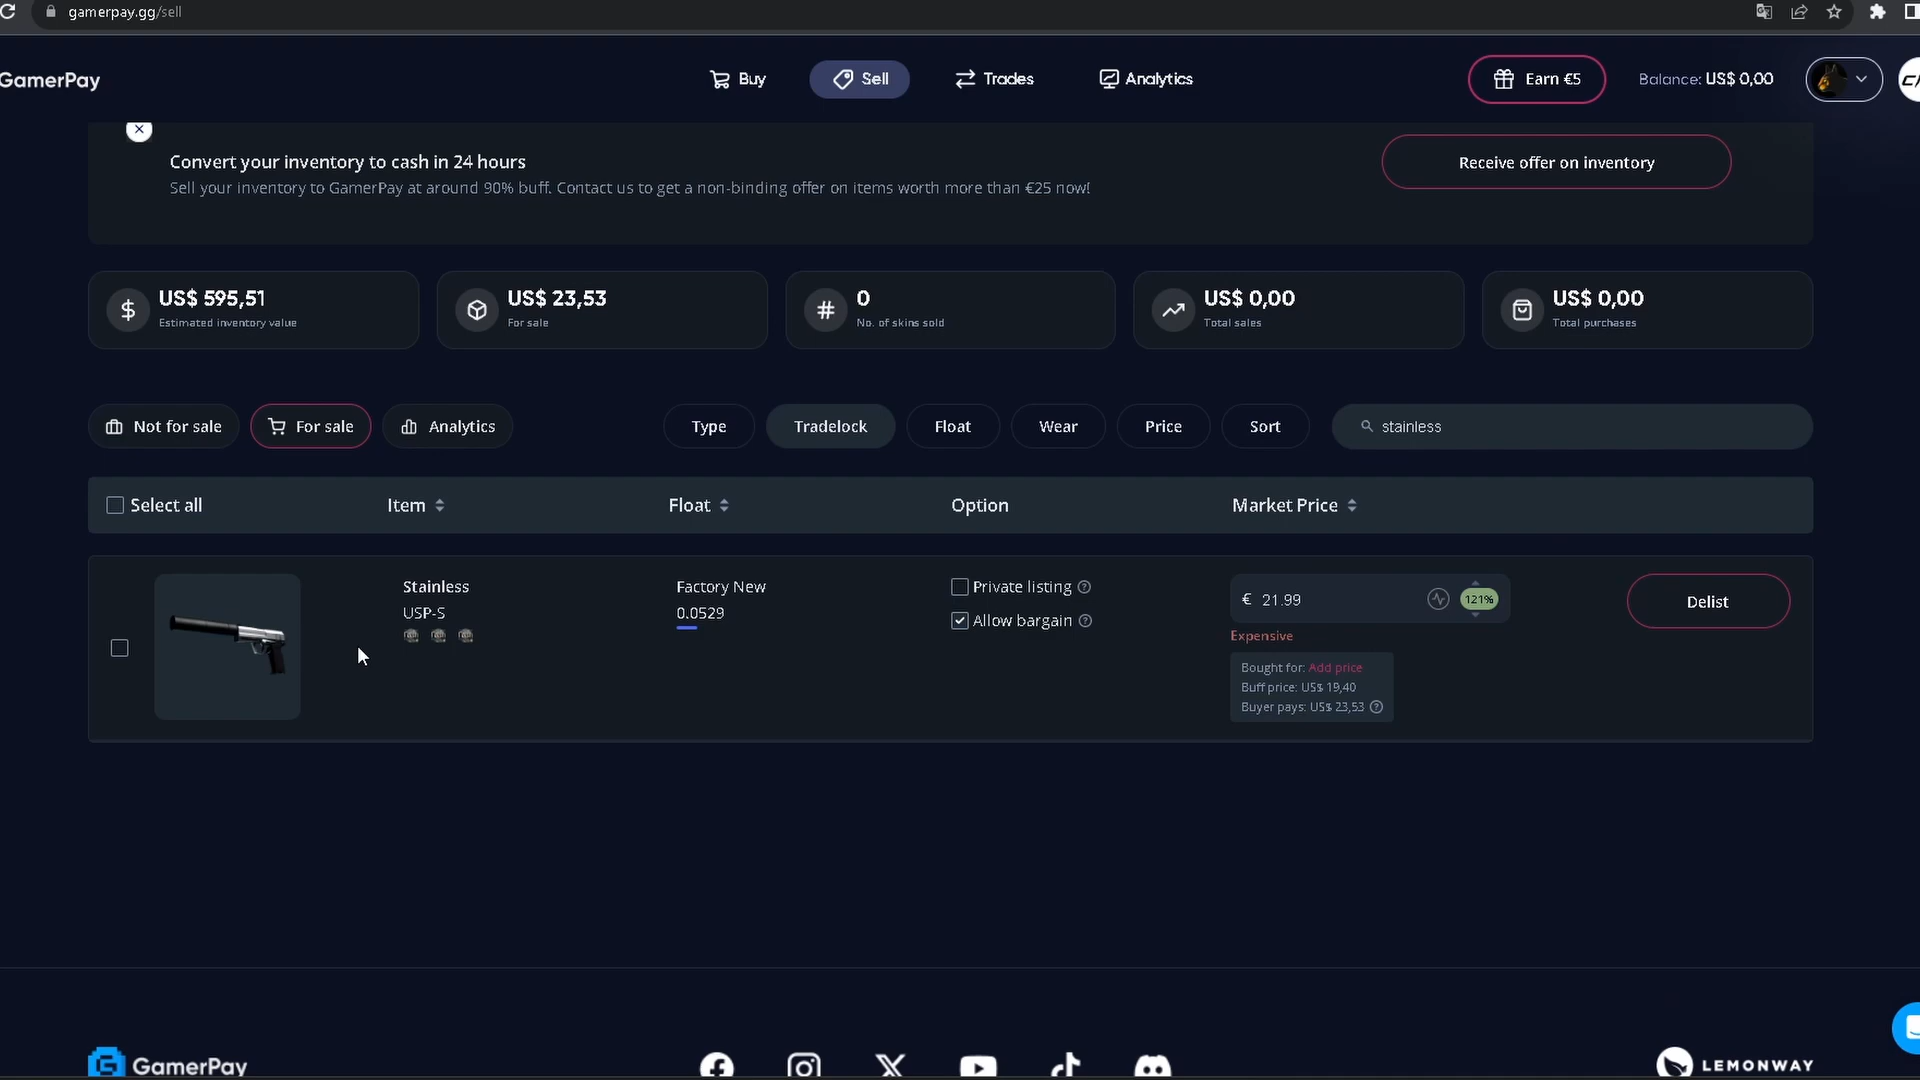 gamerpay.gg/sell
GamerPay
Buy
Sell
Trades
Analytics
Earn €5
Balance: US$ 0,00
Convert your inventory to cash in 24 hours
Sell your inventory to GamerPay at around 90% buff. Contact us to get a non-binding offer on items worth more than €25 now!
Receive offer on inventory
US$ 595,51
Estimated inventory value
US$ 23,53
For sale
0
No. of skins sold
US$ 0,00
Total sales
US$ 0,00
Total purchases
Not for sale
For sale
Analytics
Type
Tradelock
Float
Wear
Price
Sort
stainless
Select all
Item
Float
Option
Market Price
Stainless
USP-S
Factory New
0.0529
Private listing
Allow bargain
€ 21.99
121%
Expensive
Bought for: Add price
Buff price: US$ 19,40
Buyer pays: US$ 23,53
Delist
GamerPay
LEMONWAY